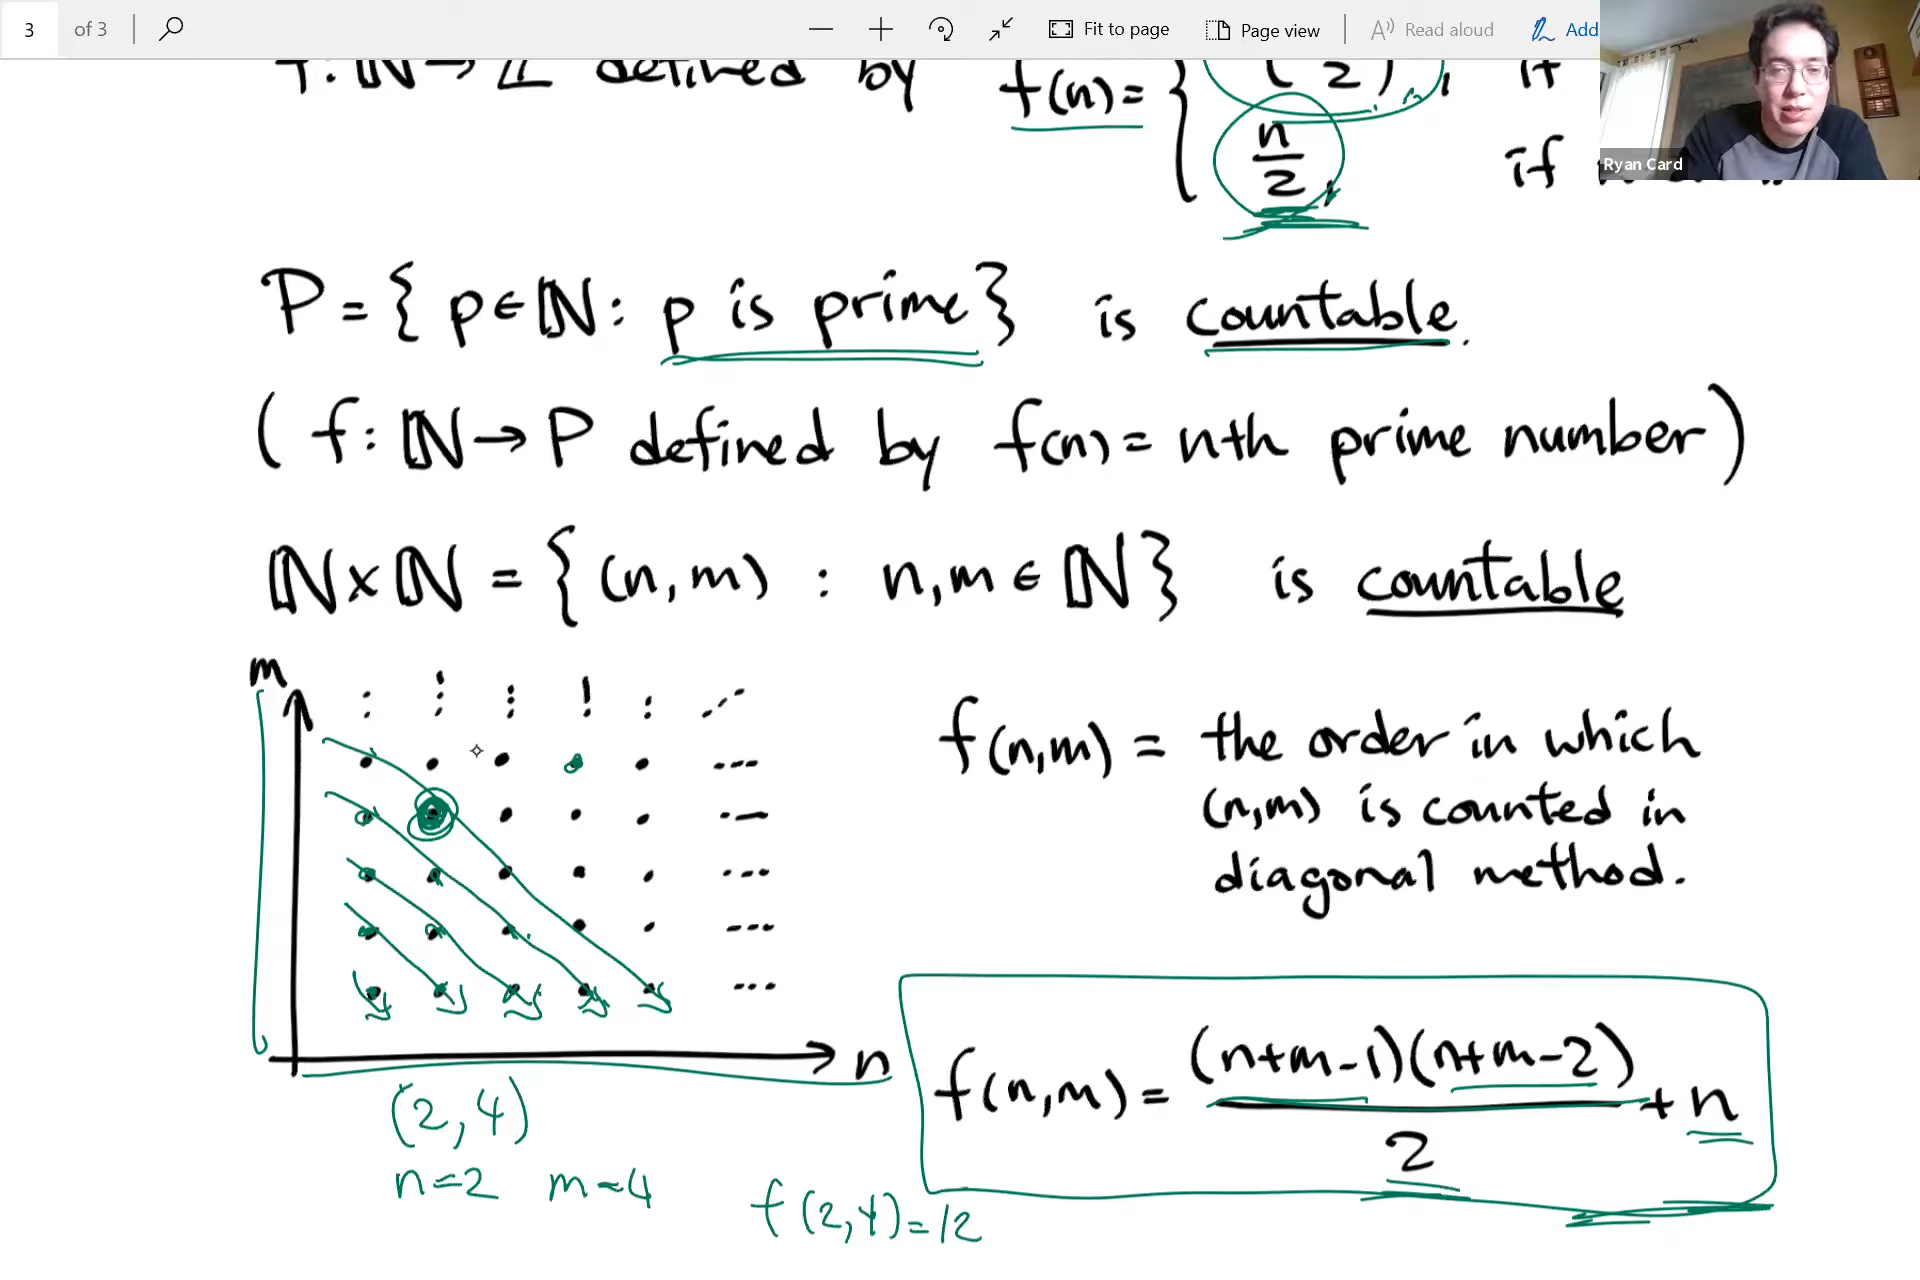 3 of 3 Fit to page Page view Read aloud Add
Ryan Card
f: ℕ → ℤ defined by f(n) = { ( 2 ) , if
n/2 , if
P = { p ∈ ℕ : p is prime } is countable.
( f : ℕ → P defined by f(n) = nth prime number )
ℕ x ℕ = { (n, m) : n, m ∈ ℕ } is countable
m
n
f(n,m) = the order in which
(n,m) is counted in
diagonal method.
f(n,m) = (n+m-1)(n+m-2)/2 + n
(2,4)
n=2 m=4
f(2,4)=12